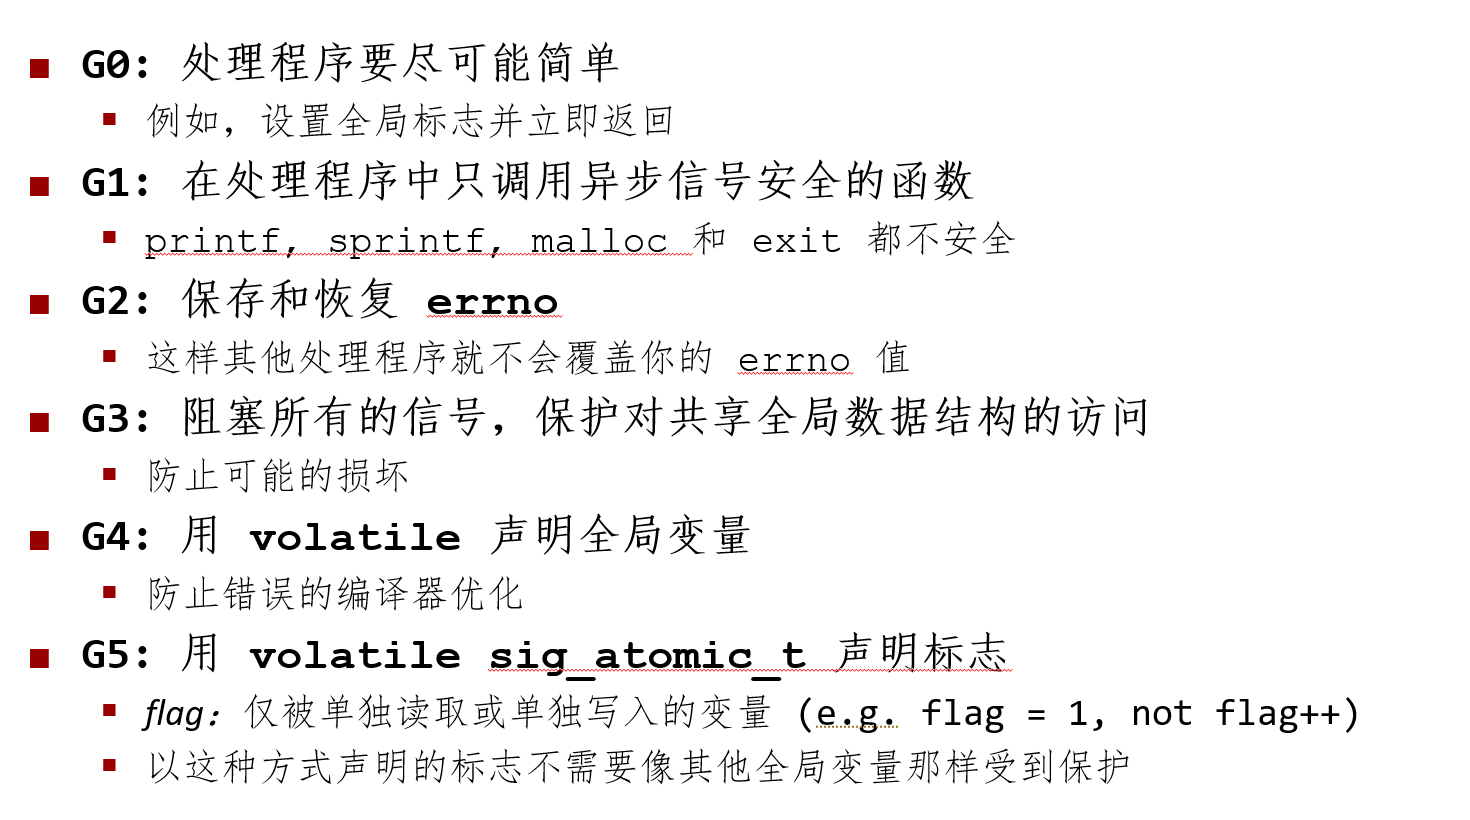 G0: 处理程序要尽可能简单
例如，设置全局标志并立即返回
G1: 在处理程序中只调用异步信号安全的函数
printf, sprintf, malloc 和 exit 都不安全
G2: 保存和恢复 errno
这样其他处理程序就不会覆盖你的 errno 值
G3: 阻塞所有的信号，保护对共享全局数据结构的访问
防止可能的损坏
G4: 用 volatile 声明全局变量
防止错误的编译器优化
G5: 用 volatile sig_atomic_t 声明标志
flag: 仅被单独读取或单独写入的变量 (e.g. flag = 1, not flag++)
以这种方式声明的标志不需要像其他全局变量那样受到保护